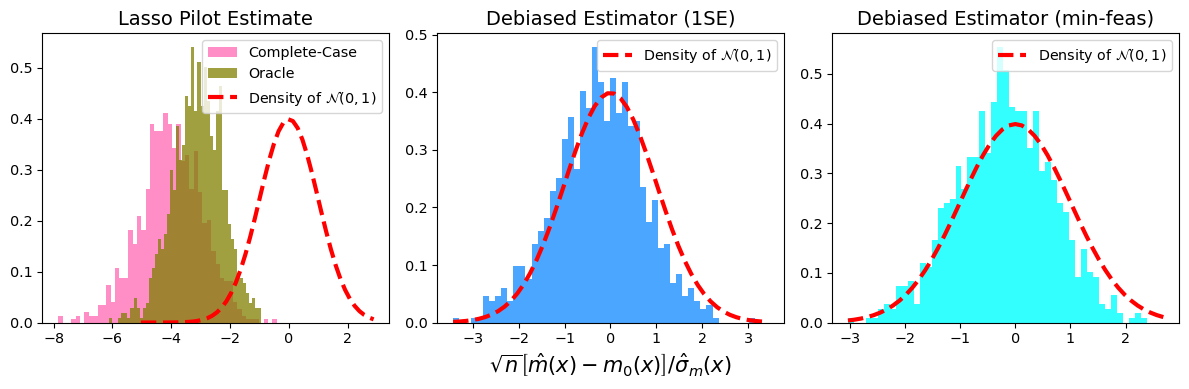 Lasso Pilot Estimate
Complete-Case
Oracle
Density of 𝒩(0, 1)
0.5
0.4
0.3
0.2
0.1
0.0
−8 −6 −4 −2 0 2
Debiased Estimator (1SE)
Density of 𝒩(0, 1)
0.5
0.4
0.3
0.2
0.1
0.0
−3 −2 −1 0 1 2 3
Debiased Estimator (min-feas)
Density of 𝒩(0, 1)
0.5
0.4
0.3
0.2
0.1
0.0
−3 −2 −1 0 1 2
√n[m̂(x) − m₀(x)]/σ̂ₘ(x)